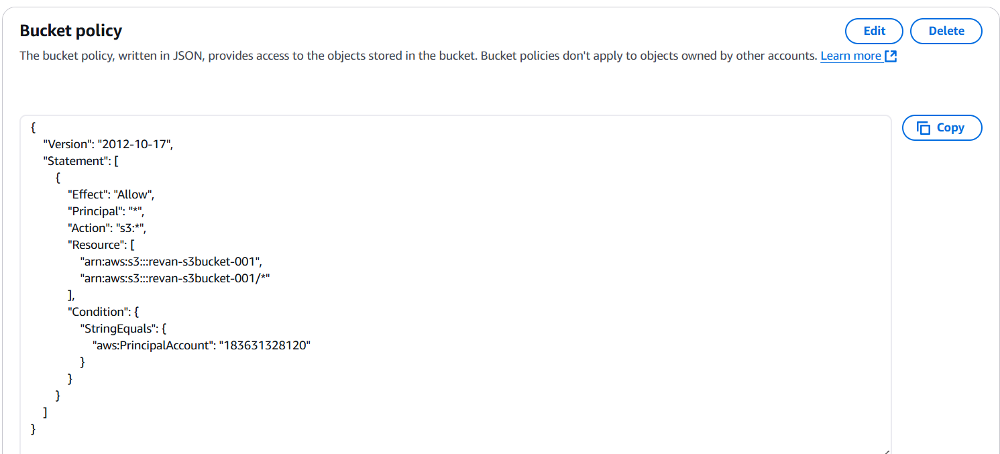 Bucket policy
Edit
Delete
The bucket policy, written in JSON, provides access to the objects stored in the bucket. Bucket policies don't apply to objects owned by other accounts. Learn more
{
"Version": "2012-10-17",
"Statement": [
{
"Effect": "Allow",
"Principal": "*",
"Action": "s3:*",
"Resource": [
"arn:aws:s3:::revan-s3bucket-001",
"arn:aws:s3:::revan-s3bucket-001/*"
],
"Condition": {
"StringEquals": {
"aws:PrincipalAccount": "183631328120"
}
}
}
]
}
Copy